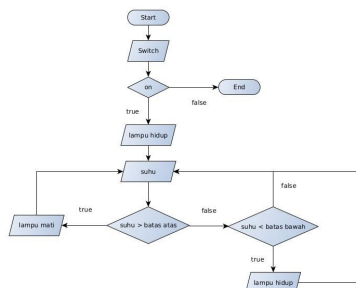 Start
Switch
on
End
false
true
lampu hidup
suhu
false
true
false
lampu mati
suhu > batas atas
suhu < batas bawah
true
lampu hidup